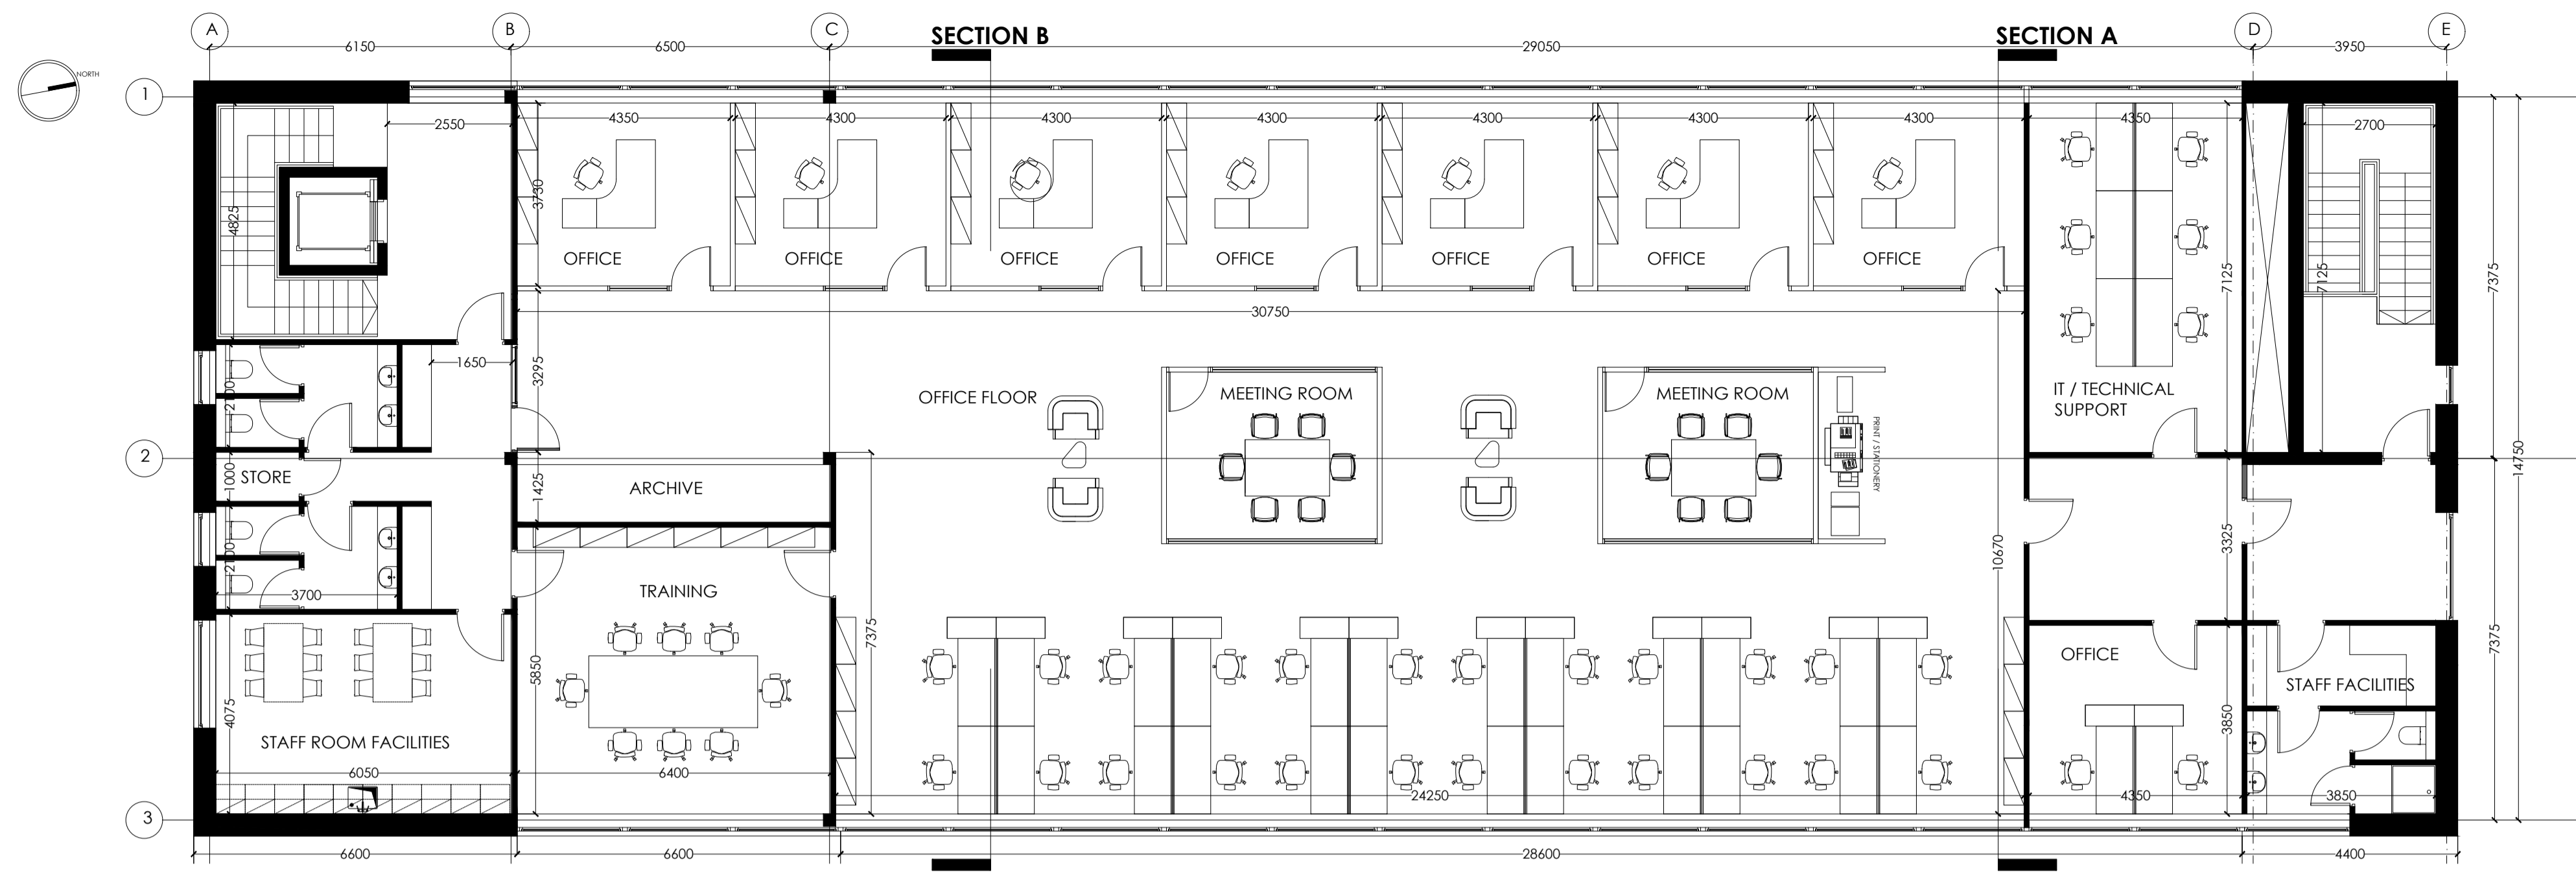 SECTION B
SECTION A
A
B
C
D
E
6150
6500
29050
3950
NORTH
1
2550
4350
4300
4300
4300
4300
4300
4300
4350
2700
4825
3730
OFFICE
OFFICE
OFFICE
OFFICE
OFFICE
OFFICE
OFFICE
7125
7125
7375
30750
1650
3295
2100
OFFICE FLOOR
MEETING ROOM
MEETING ROOM
PRINT / STATIONERY
IT / TECHNICAL
SUPPORT
2
STORE
1000
1425
ARCHIVE
14750
2100
3700
TRAINING
10670
3325
7375
7375
5850
4075
STAFF ROOM FACILITIES
6050
6400
24250
OFFICE
3850
4350
STAFF FACILITIES
3850
3
6600
6600
28600
4400